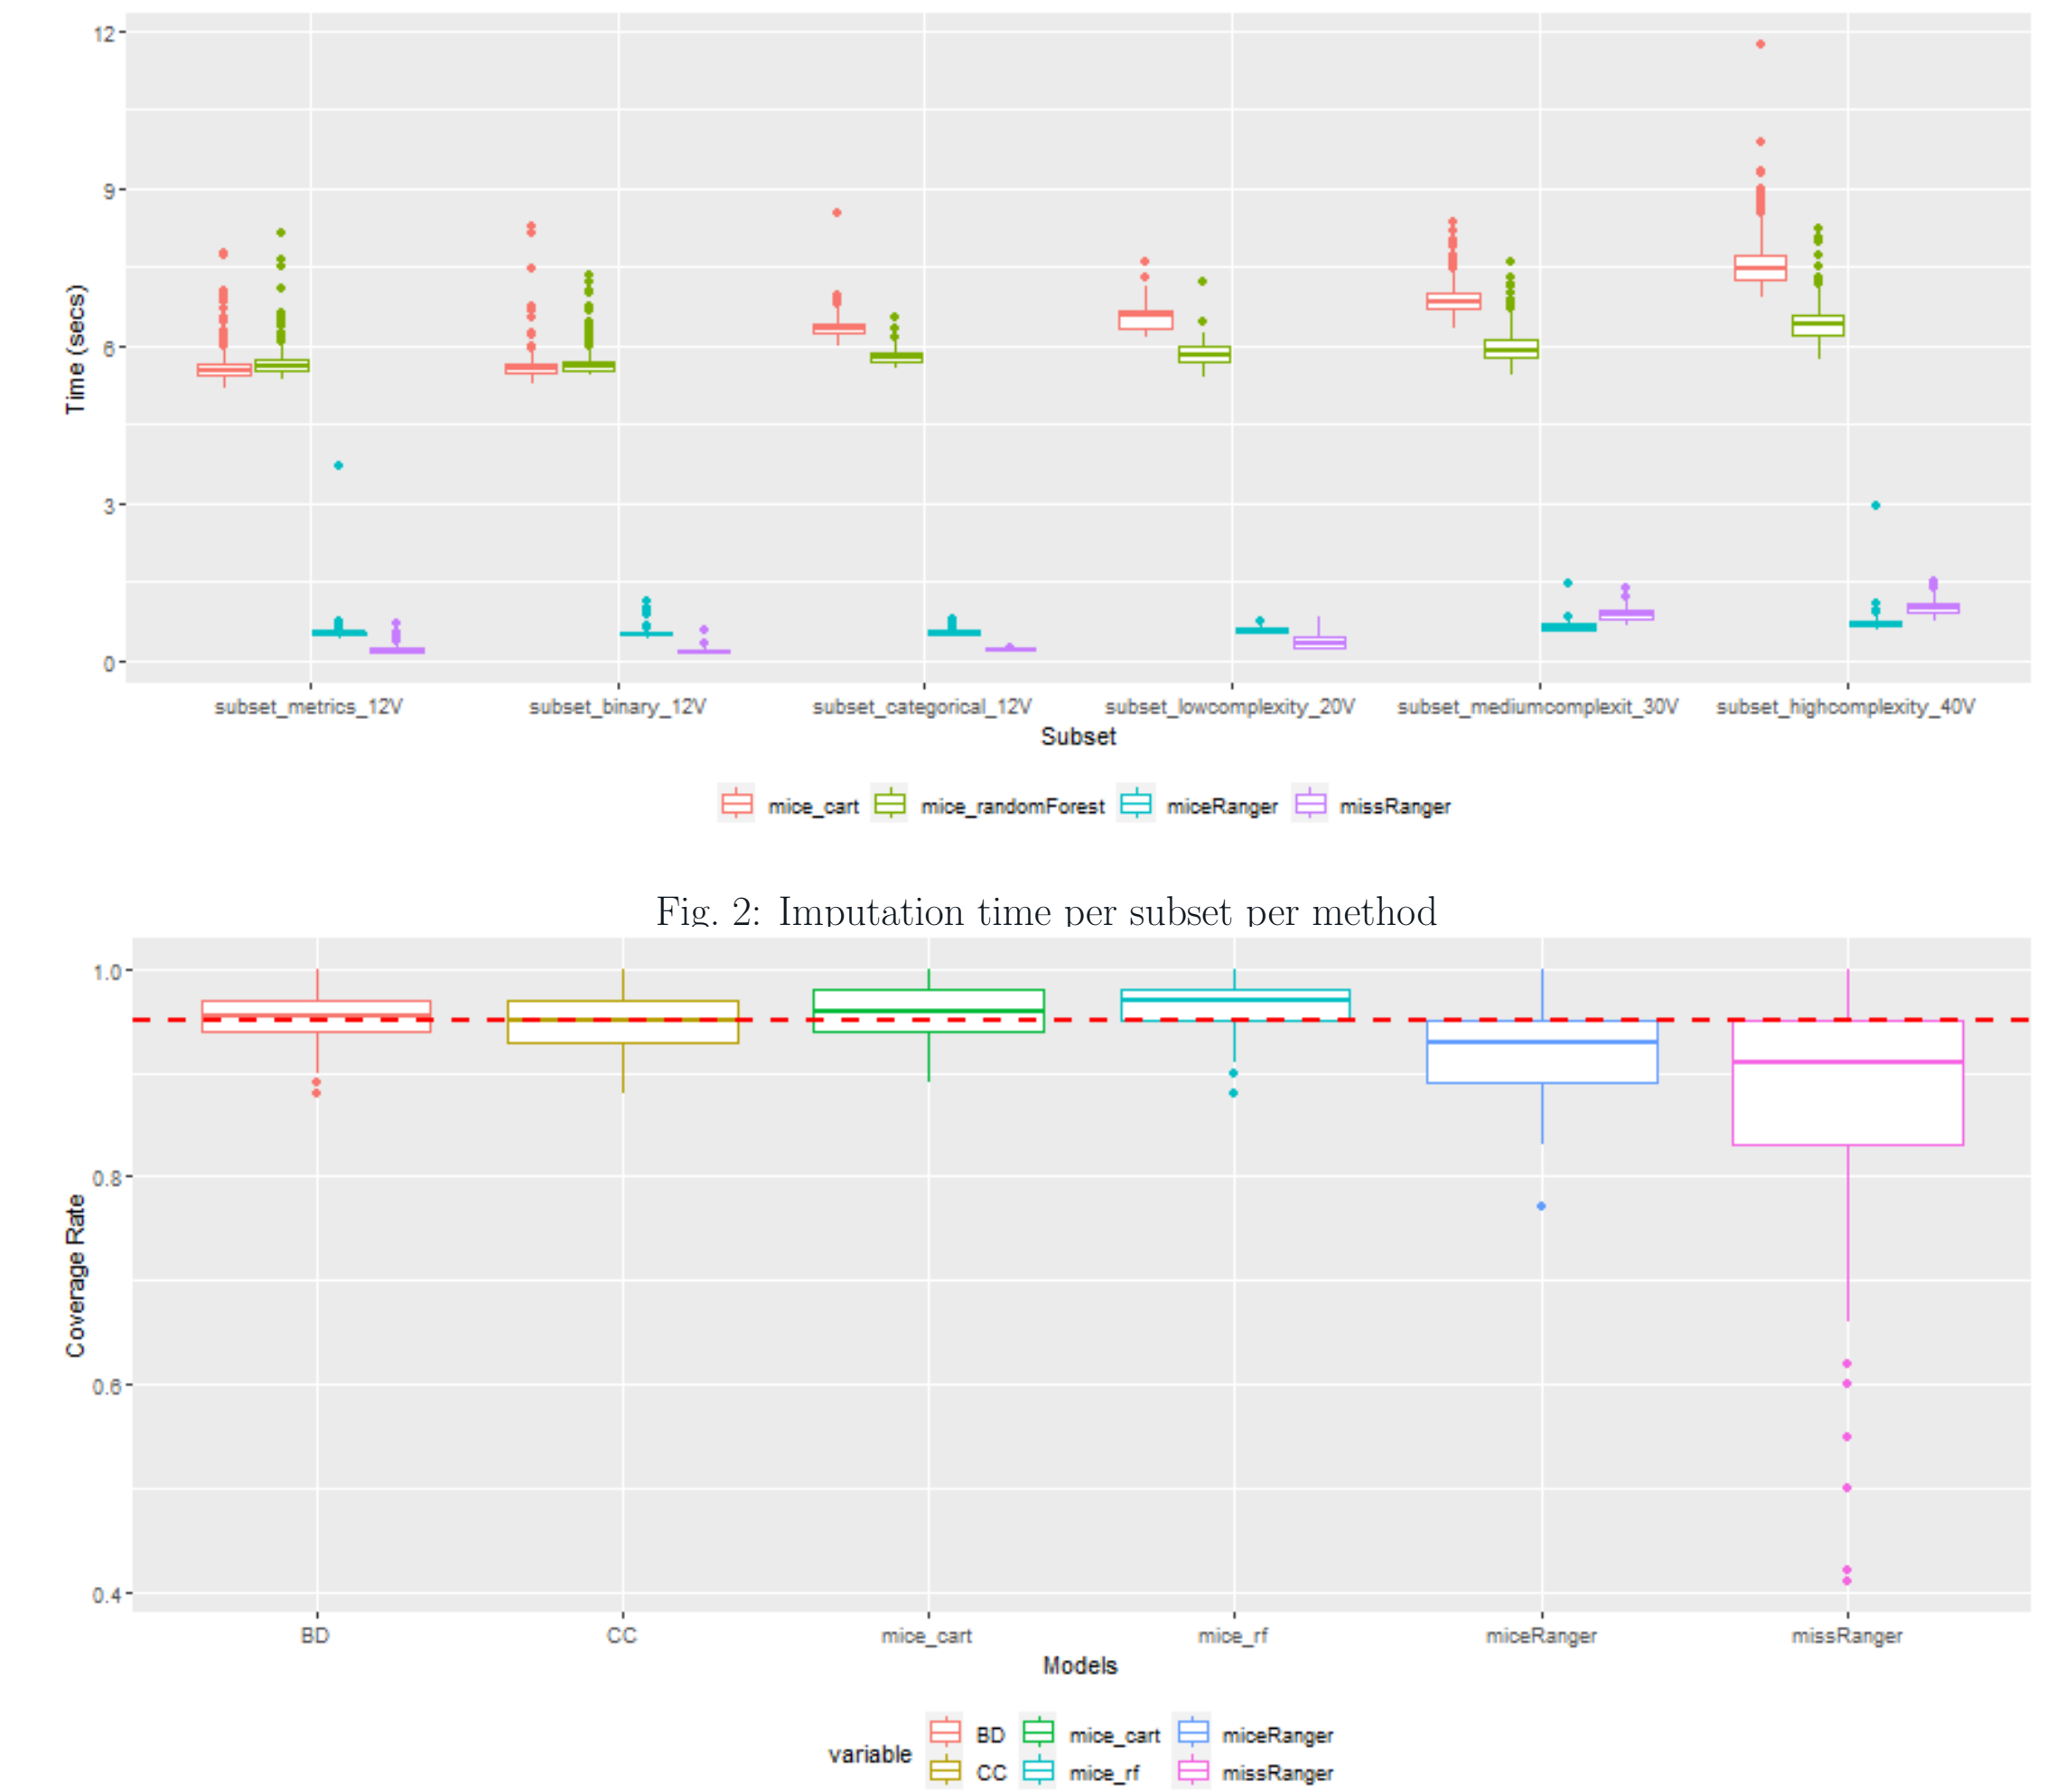 12
9
6
3
0
Time (secs)
subset_metrics_12V subset_binary_12V subset_categorical_12V subset_lowcomplexity_20V subset_mediumcomplexit_30V subset_highcomplexity_40V
Subset
mice_cart mice_randomForest miceRanger missRanger
Fig. 2: Imputation time per subset per method
1.0
0.8
0.6
0.4
Coverage Rate
BD CC mice_cart mice_rf miceRanger missRanger
Models
variable
BD mice_cart miceRanger
CC mice_rf missRanger